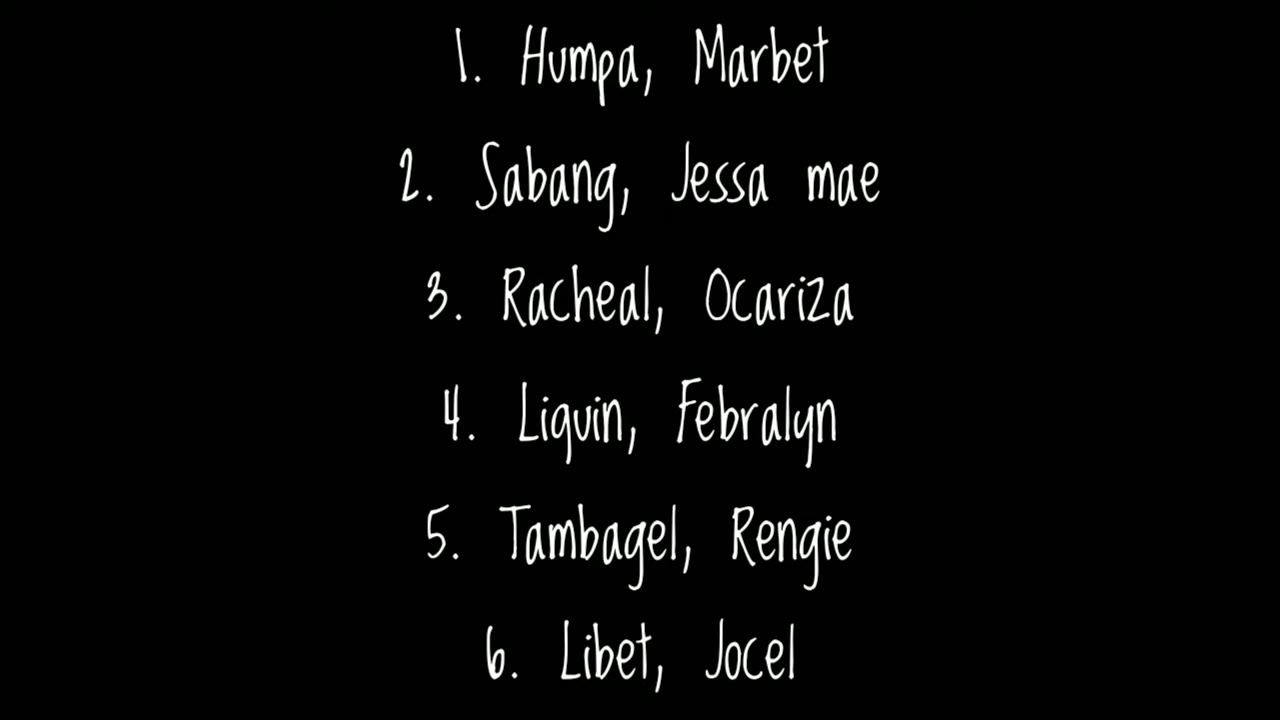 1. Humpa, Marbet
2. Sabang, Jessa mae
3. Racheal, Ocariza
4. Liquin, Febralyn
5. Tambagel, Rengie
6. Libet, Jocel